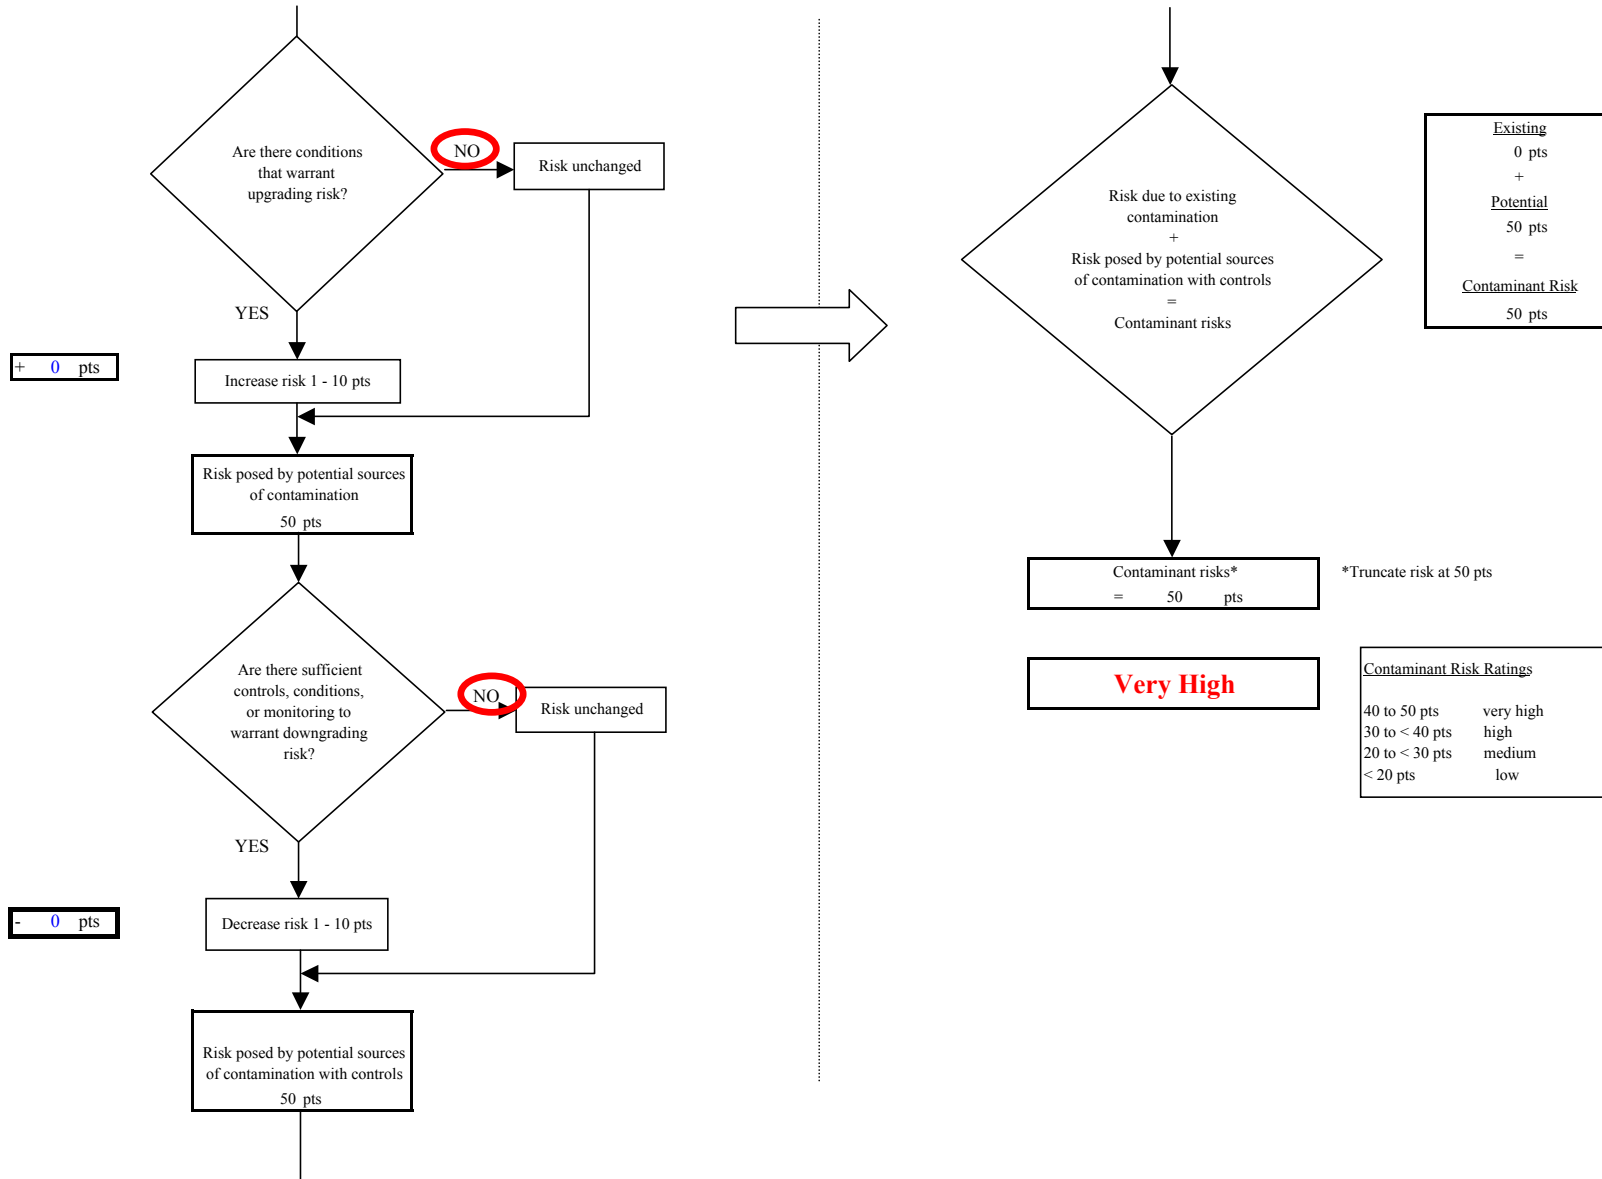 Are there conditions
that warrant
upgrading risk?
NO
Risk unchanged
YES
+ 0 pts
Increase risk 1 - 10 pts
Risk posed by potential sources
of contamination
50 pts
Are there sufficient
controls, conditions,
or monitoring to
warrant downgrading
risk?
NO
Risk unchanged
YES
- 0 pts
Decrease risk 1 - 10 pts
Risk posed by potential sources
of contamination with controls
50 pts
Risk due to existing
contamination
+
Risk posed by potential sources
of contamination with controls
=
Contaminant risks
Existing
0 pts
+
Potential
50 pts
=
Contaminant Risk
50 pts
Contaminant risks*
= 50 pts
*Truncate risk at 50 pts
Very High
Contaminant Risk Ratings
40 to 50 pts very high
30 to < 40 pts high
20 to < 30 pts medium
< 20 pts low